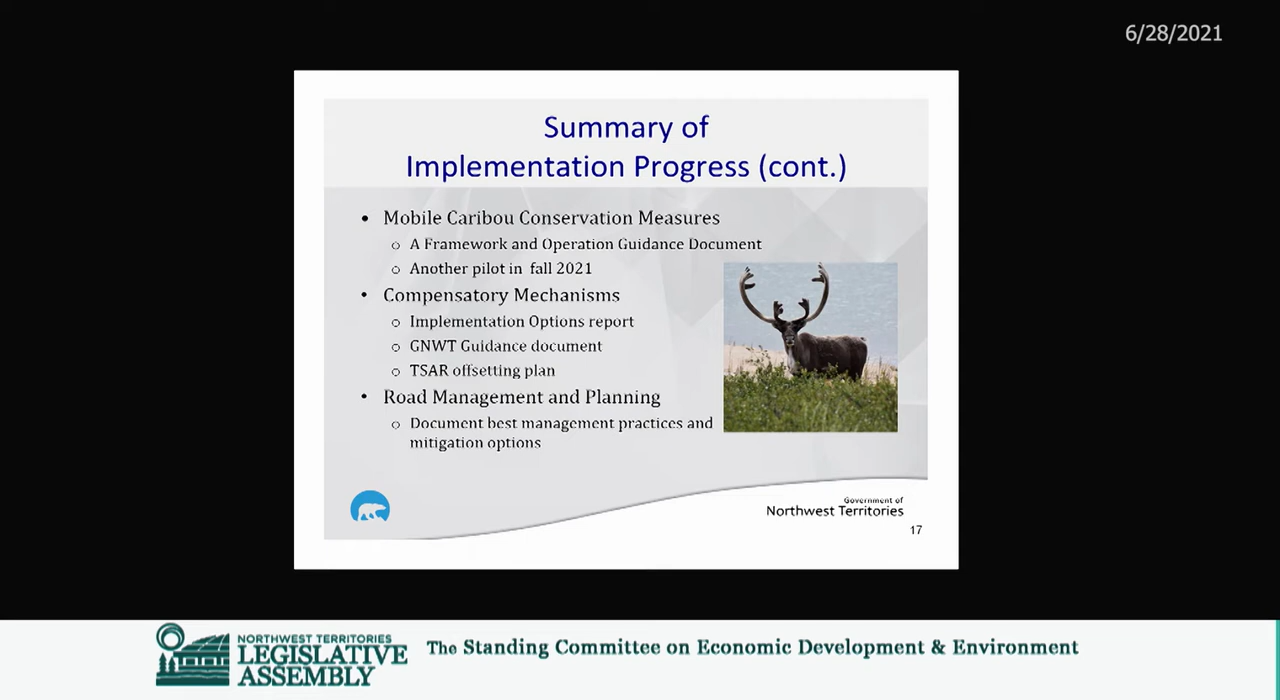 6/28/2021
Summary of
Implementation Progress (cont.)
• Mobile Caribou Conservation Measures
o A Framework and Operation Guidance Document
o Another pilot in fall 2021
• Compensatory Mechanisms
o Implementation Options report
o GNWT Guidance document
o TSAR offsetting plan
• Road Management and Planning
o Document best management practices and
mitigation options
Government of
Northwest Territories
17
NORTHWEST TERRITORIES
LEGISLATIVE
ASSEMBLY
The Standing Committee on Economic Development & Environment